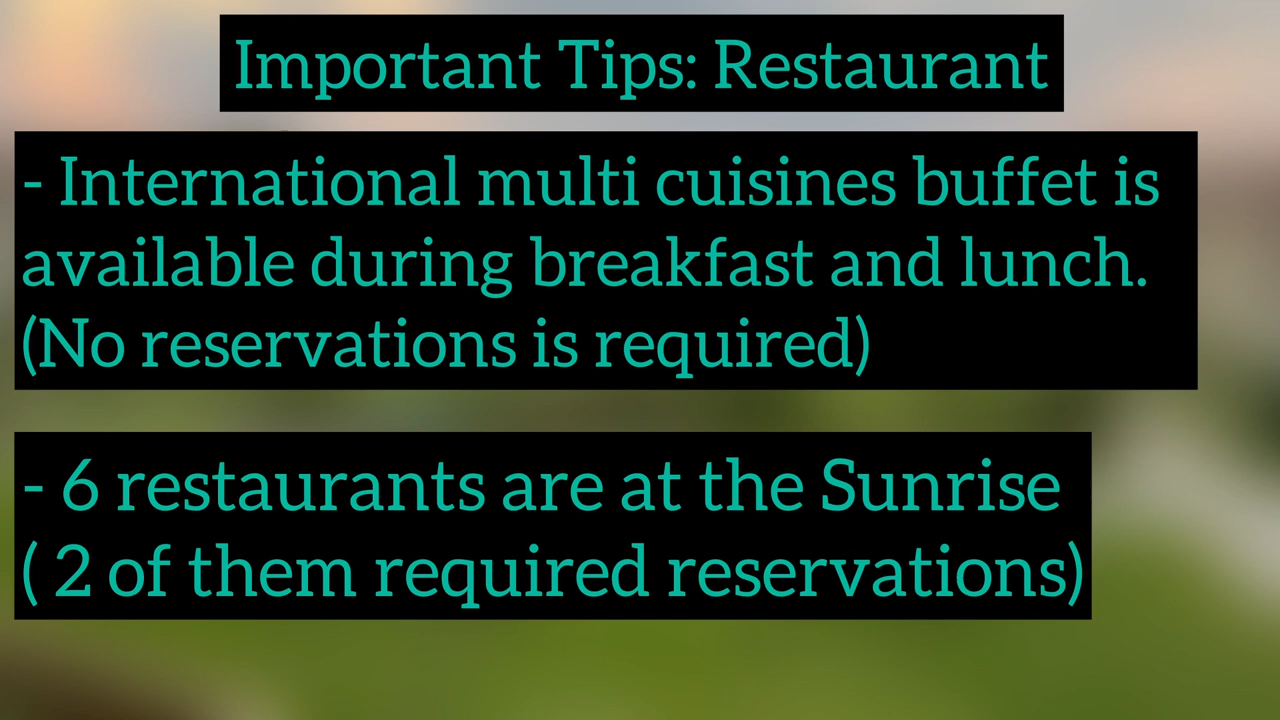 Important Tips: Restaurant
- International multi cuisines buffet is
available during breakfast and lunch.
(No reservations is required)
- 6 restaurants are at the Sunrise
( 2 of them required reservations)